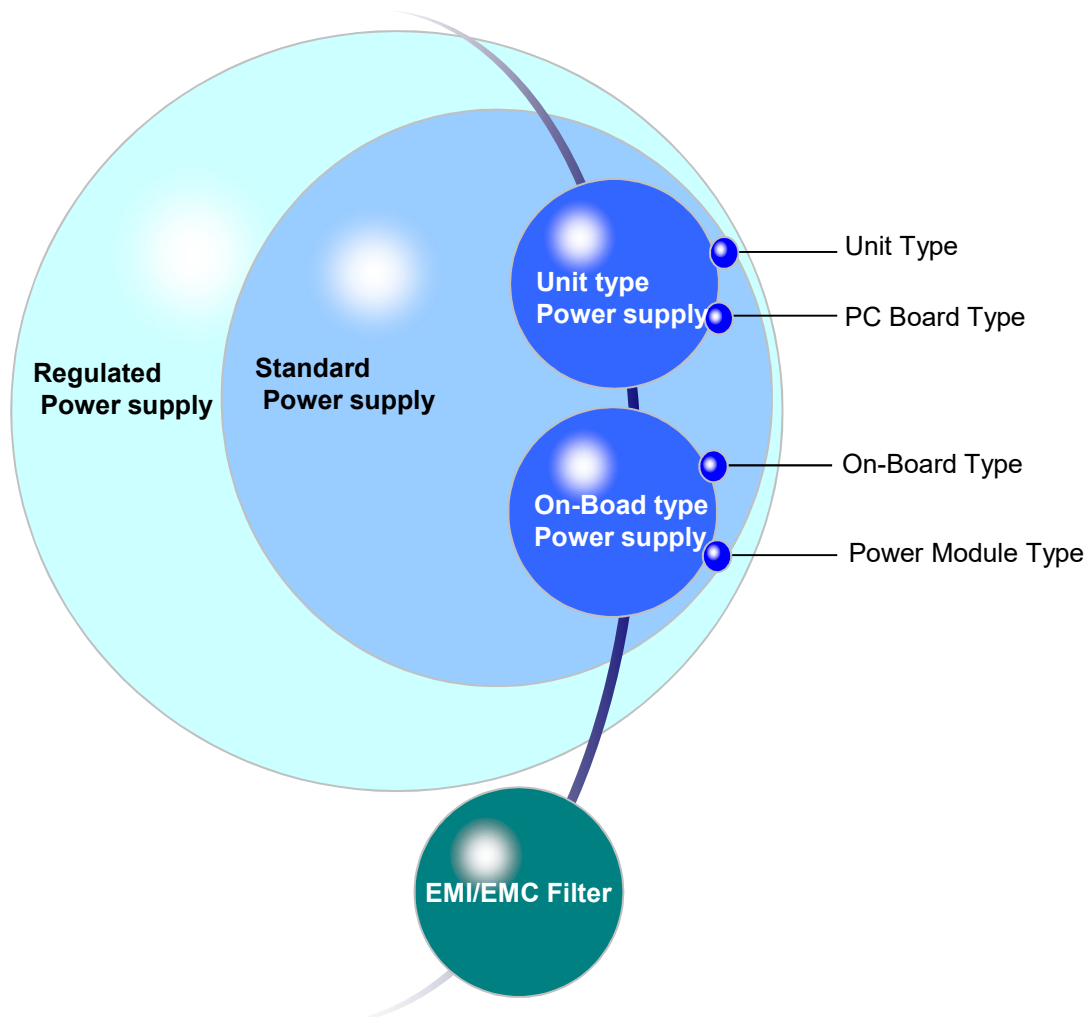 Unit Type
Unit type
Power supply
PC Board Type
Regulated
Power supply
Standard
Power supply
On-Board Type
On-Boad type
Power supply
Power Module Type
EMI/EMC Filter